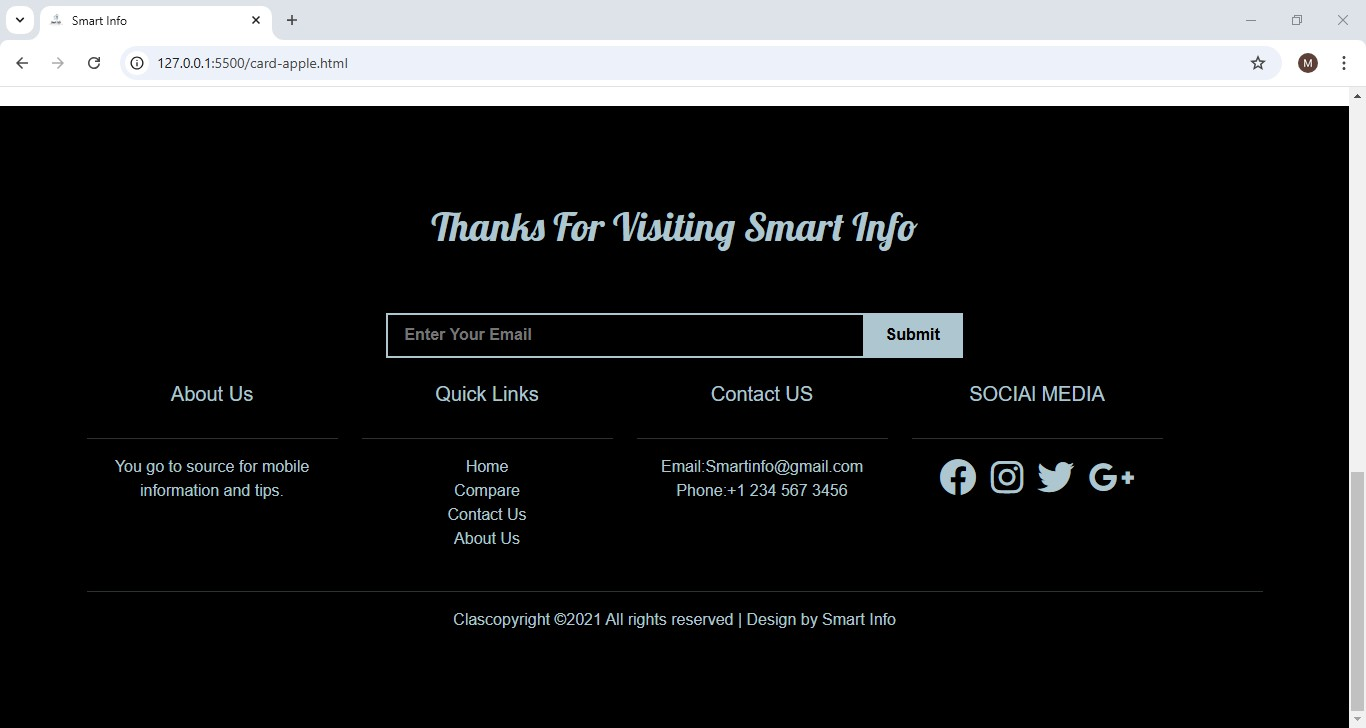 Smart Info
127.0.0.1:5500/card-apple.html
M
Thanks For Visiting Smart Info
Enter Your Email
Submit
About Us
You go to source for mobile
information and tips.
Quick Links
Home
Compare
Contact Us
About Us
Contact US
Email:Smartinfo@gmail.com
Phone:+1 234 567 3456
SOCIAl MEDIA
G+
Clascopyright ©2021 All rights reserved | Design by Smart Info